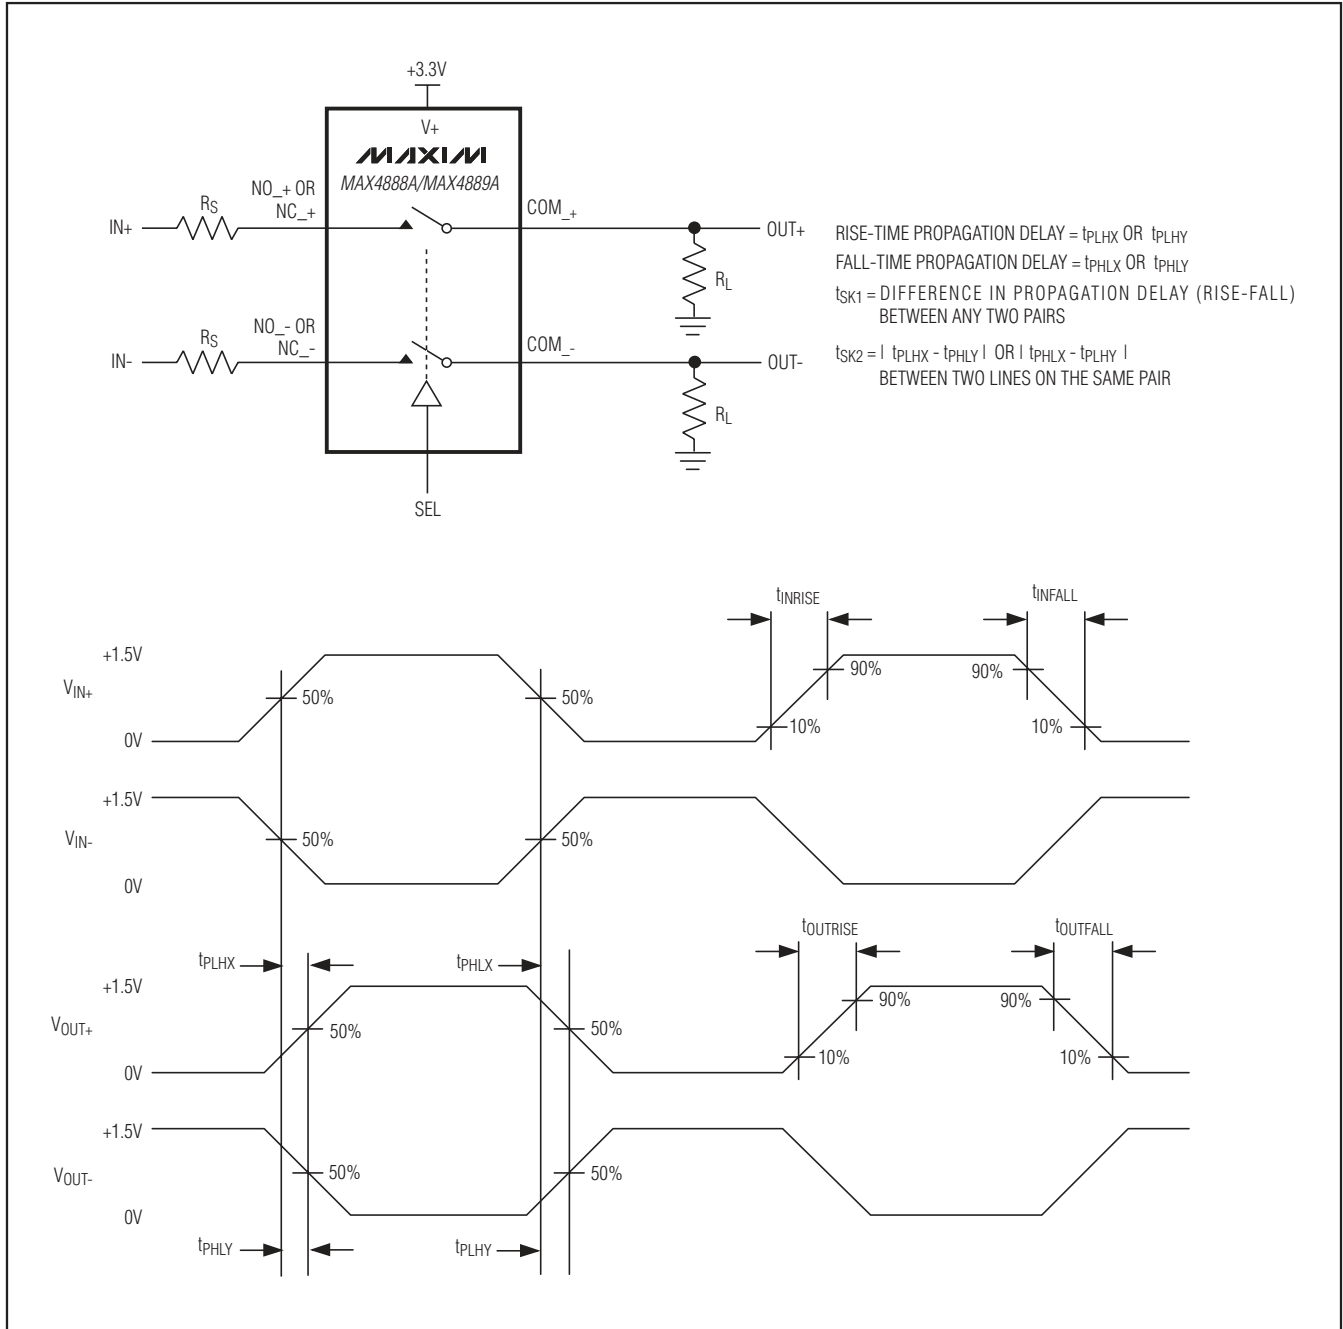 +3.3V
V+
MAXIM
MAX4888A/MAX4889A
NO_+ OR
NC_+
COM_+
IN+
RS
OUT+
RL
NO_- OR
NC_-
COM_-
IN-
RS
OUT-
RL
SEL
RISE-TIME PROPAGATION DELAY = tPLHX OR tPLHY
FALL-TIME PROPAGATION DELAY = tPHLX OR tPHLY
tSK1 = DIFFERENCE IN PROPAGATION DELAY (RISE-FALL)
BETWEEN ANY TWO PAIRS
tSK2 = | tPLHX - tPHLY | OR | tPHLX - tPLHY |
BETWEEN TWO LINES ON THE SAME PAIR
tINRISE
tINFALL
+1.5V
VIN+
0V
50%
50%
90%
10%
90%
10%
+1.5V
VIN-
0V
50%
50%
tOUTRISE
tOUTFALL
tPLHX
tPHLX
+1.5V
VOUT+
0V
50%
50%
90%
10%
90%
10%
+1.5V
VOUT-
0V
50%
50%
tPHLY
tPLHY